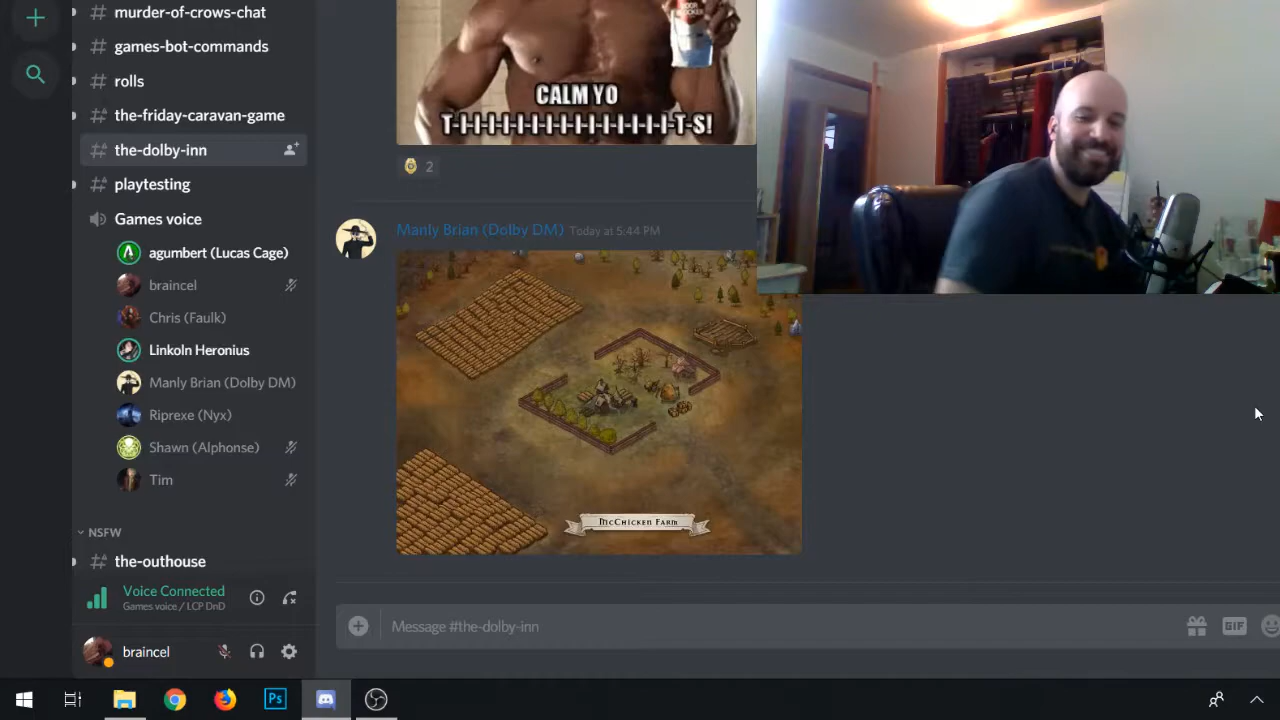 # murder-of-crows-chat
# games-bot-commands
# rolls
# the-friday-caravan-game
# the-dolby-inn
# playtesting
Games voice
agumbert (Lucas Cage)
braincel
Chris (Faulk)
Linkoln Heronius
Manly Brian (Dolby DM)
Riprexe (Nyx)
Shawn (Alphonse)
Tim
NSFW
# the-outhouse
Voice Connected
Games voice / LCP DnD
braincel
CALM YO
T-I-I-I-I-I-I-I-I-I-I-I-I-I-T-S!
2
Manly Brian (Dolby DM) Today at 5:44 PM
McChicken Farm
Message #the-dolby-inn
GIF
Ps